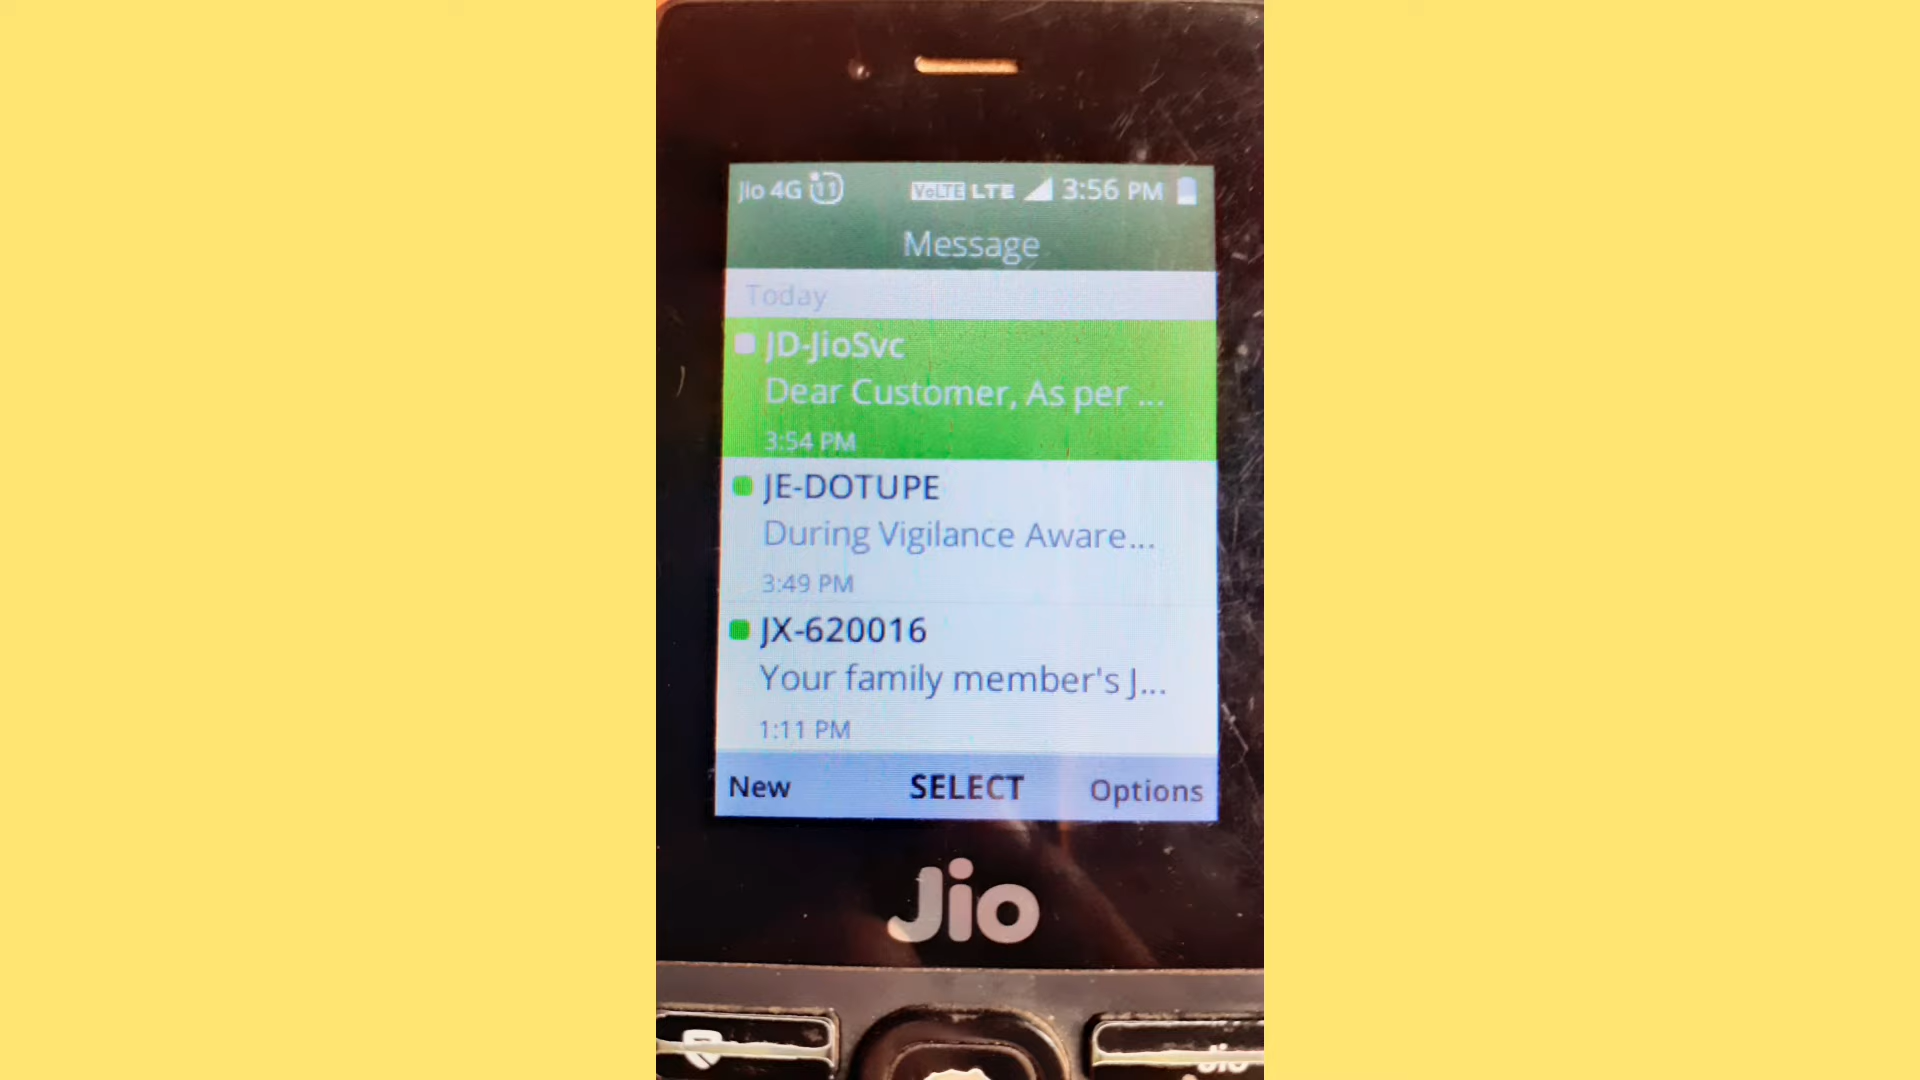 Jio 4G 11 VoLTE LTE 3:56 PM
Message
Today
JD-JioSvc
Dear Customer, As per ...
3:54 PM
JE-DOTUPE
During Vigilance Aware...
3:49 PM
JX-620016
Your family member's J...
1:11 PM
New SELECT Options
Jio
Jio